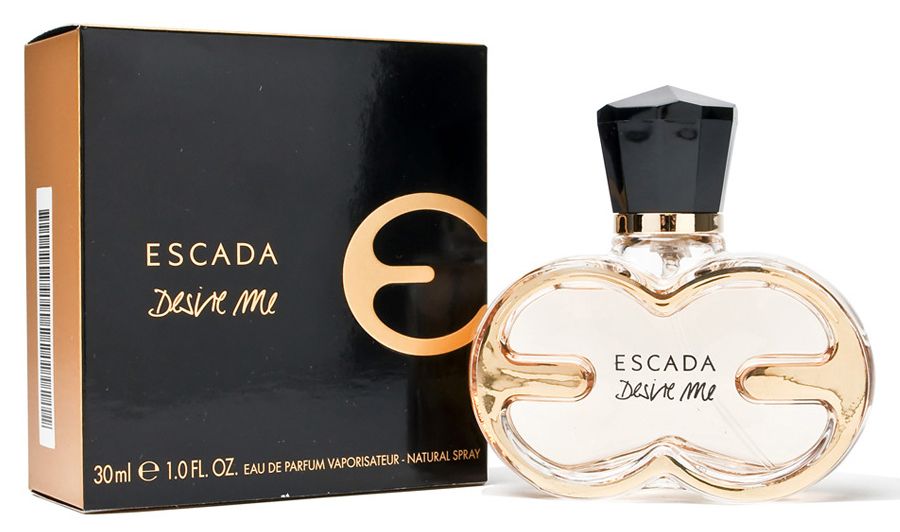 ESCADA
Desire Me
30ml ℮ 1.0 FL. OZ. EAU DE PARFUM VAPORISATEUR - NATURAL SPRAY
ESCADA
Desire Me